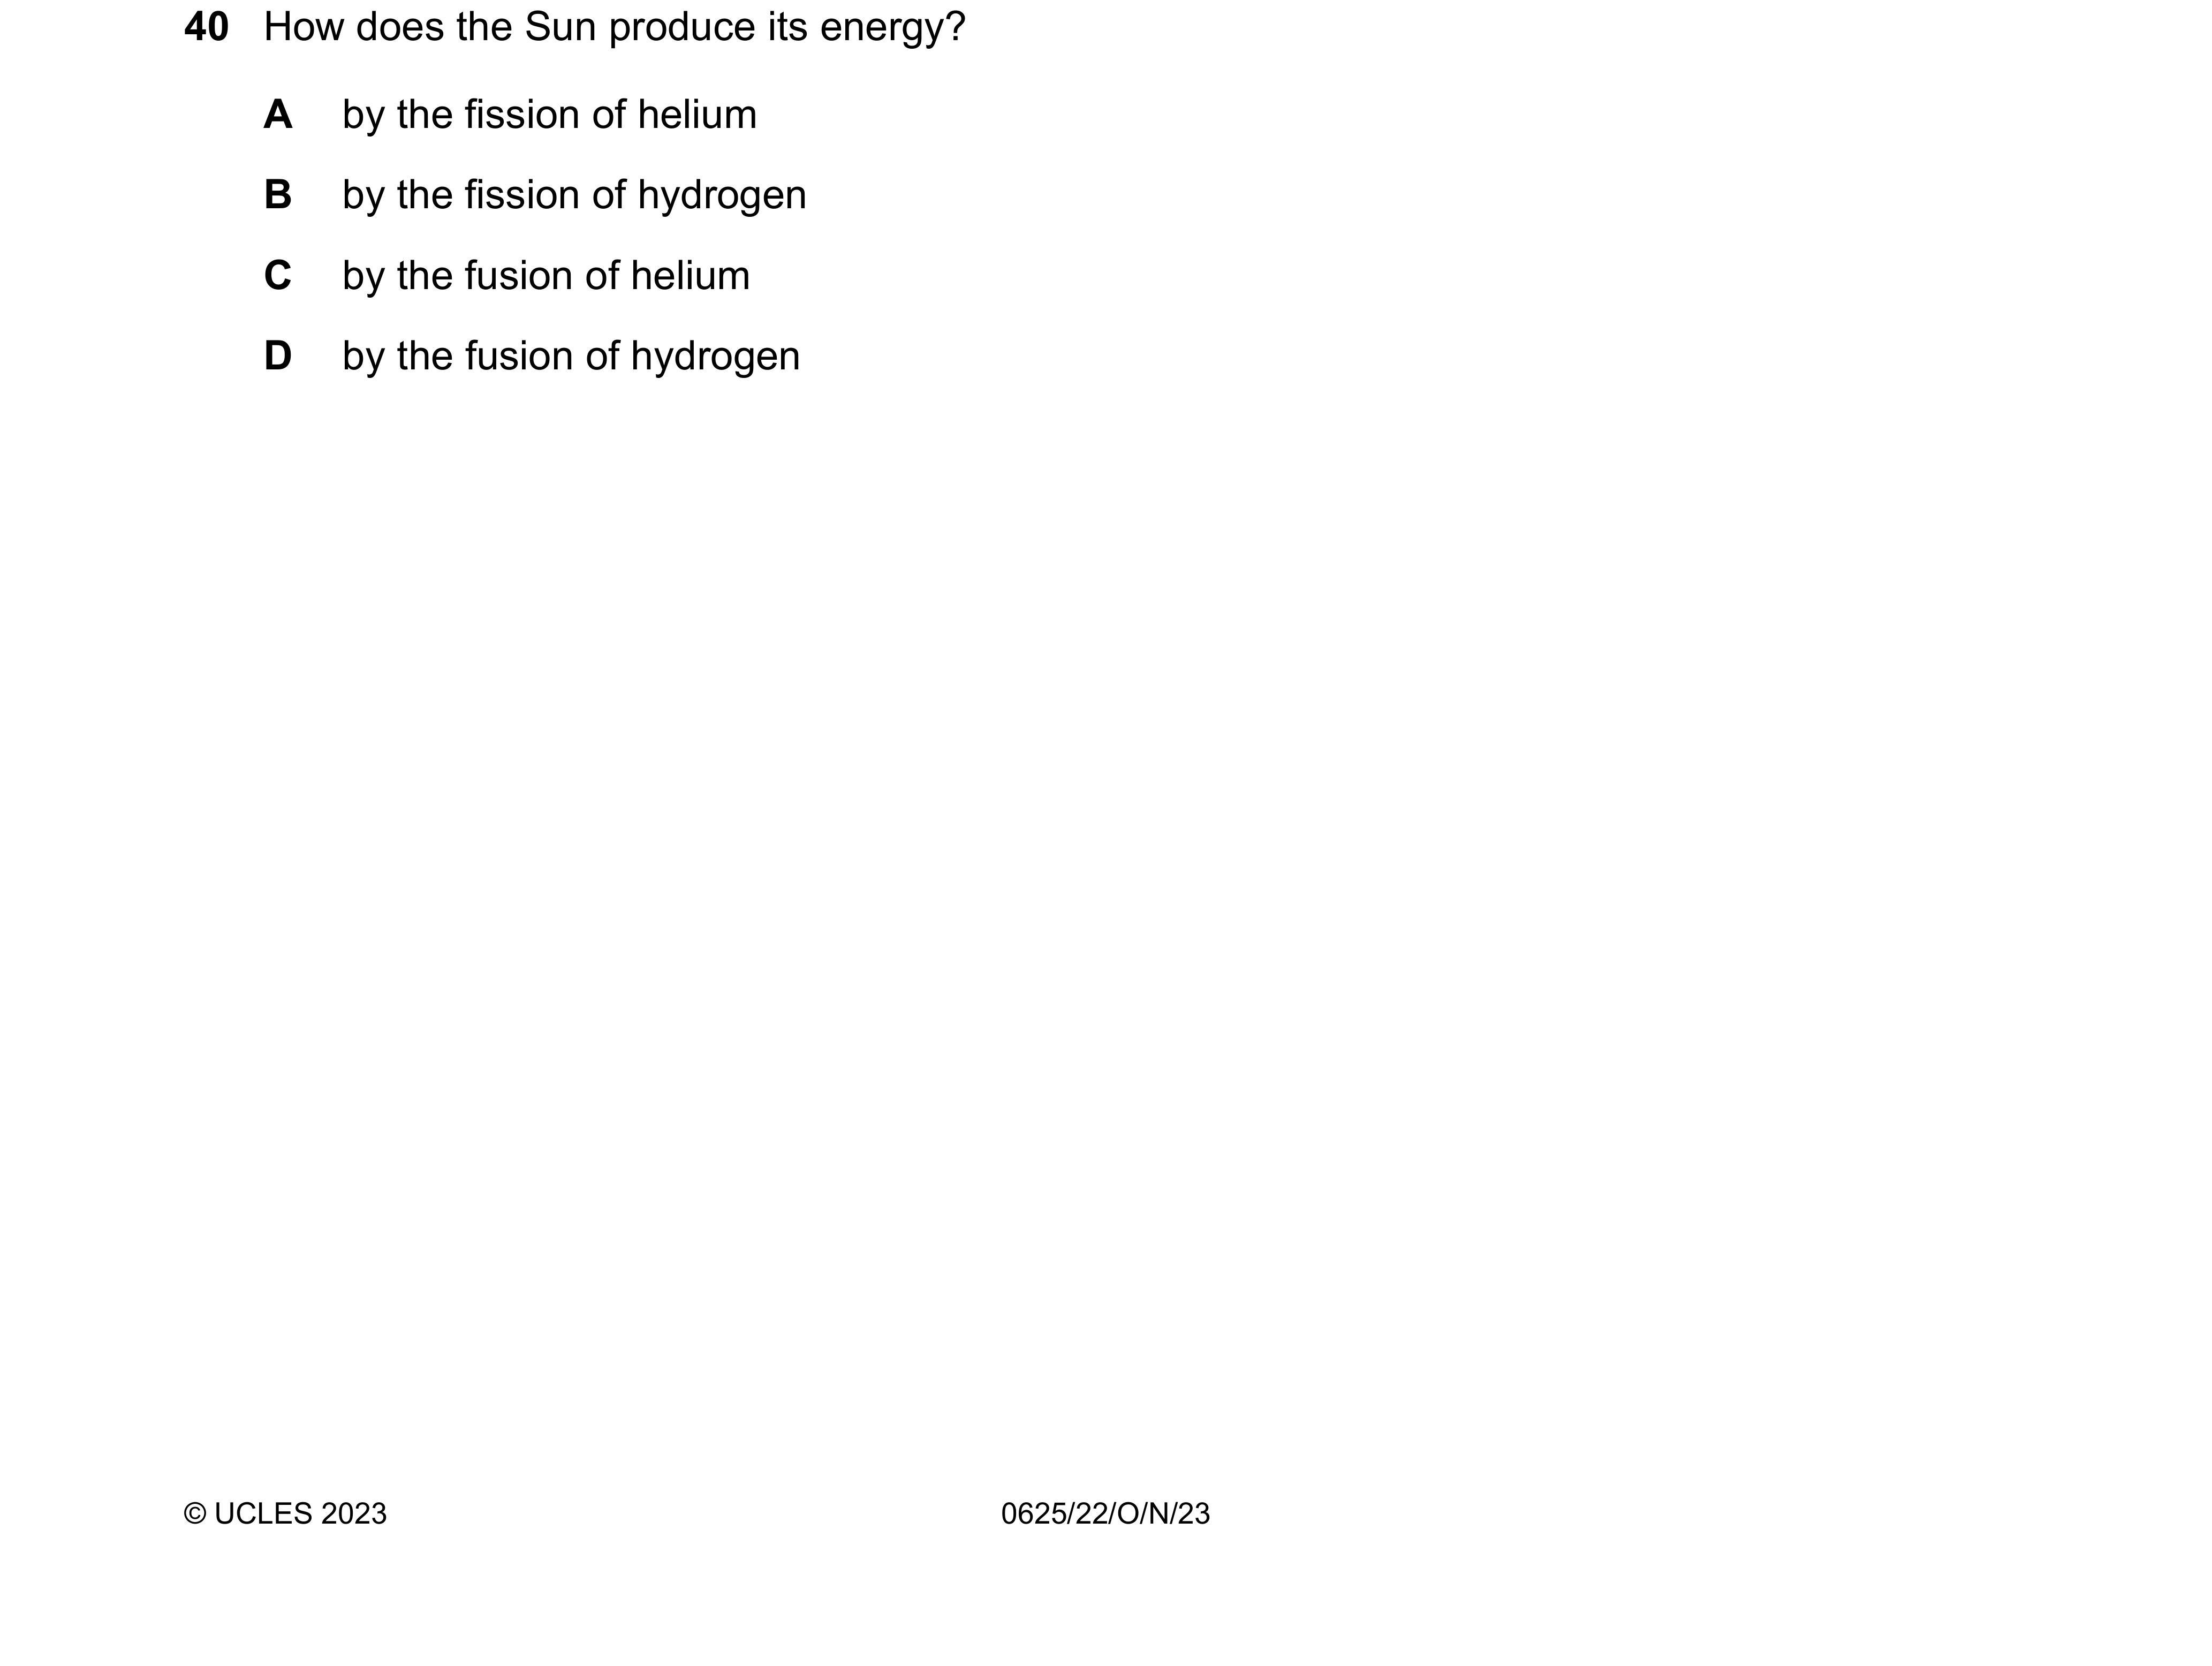 40 How does the Sun produce its energy?
A by the fission of helium
B by the fission of hydrogen
C by the fusion of helium
D by the fusion of hydrogen
© UCLES 2023 0625/22/O/N/23